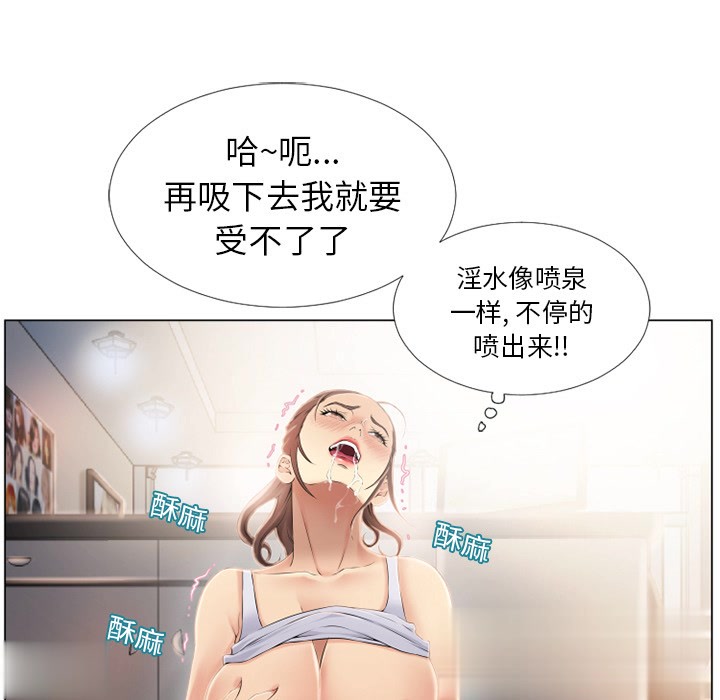 哈~呃...
再吸下去我就要
受不了了
淫水像喷泉
一样, 不停的
喷出来!!
酥麻
酥麻
酥麻